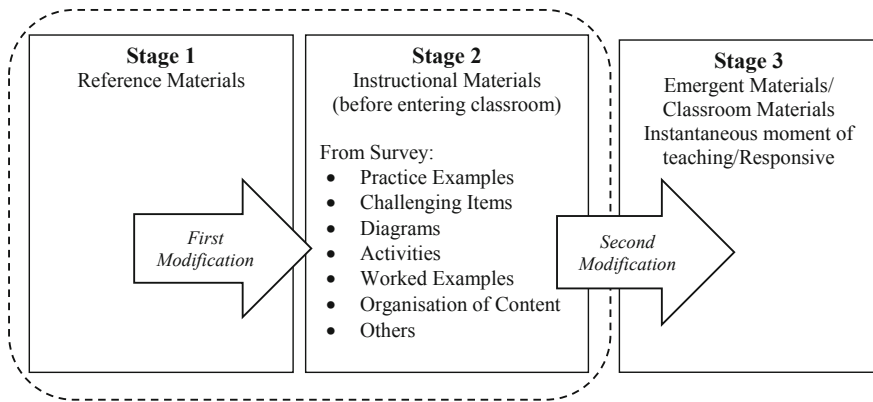 Stage 1
Reference Materials
First
Modification
Stage 2
Instructional Materials
(before entering classroom)
From Survey:
• Practice Examples
• Challenging Items
• Diagrams
• Activities
• Worked Examples
• Organisation of Content
• Others
Second
Modification
Stage 3
Emergent Materials/
Classroom Materials
Instantaneous moment of
teaching/Responsive